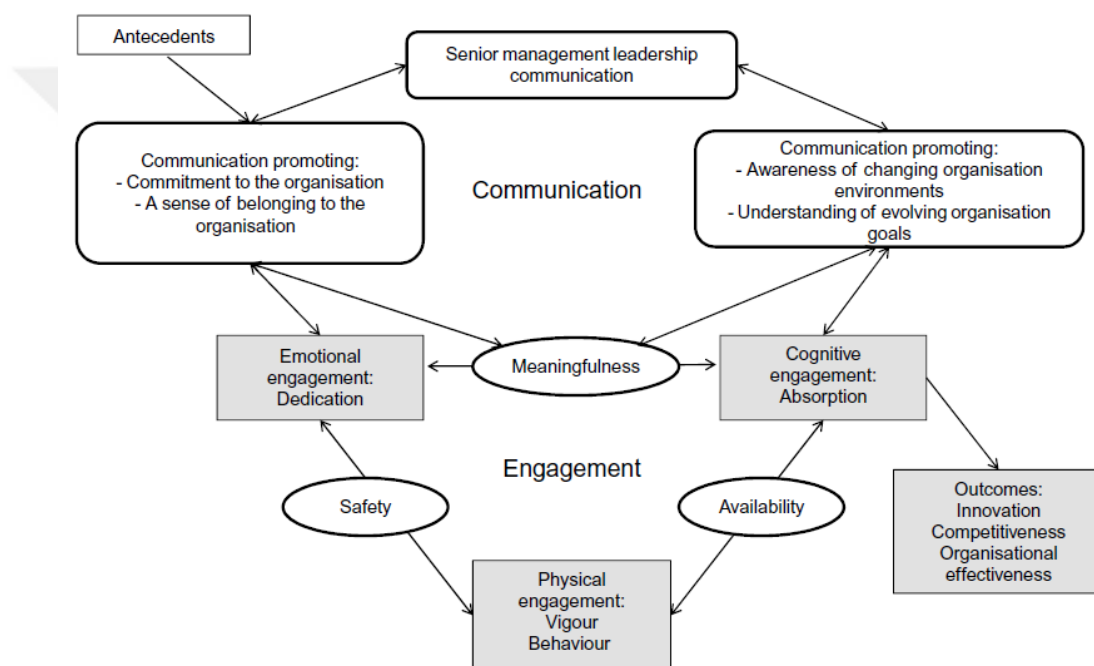 Antecedents
Senior management leadership
communication
Communication promoting:
- Commitment to the organisation
- A sense of belonging to the
organisation
Communication
Communication promoting:
- Awareness of changing organisation
environments
- Understanding of evolving organisation
goals
Emotional
engagement:
Dedication
Meaningfulness
Cognitive
engagement:
Absorption
Engagement
Safety
Availability
Outcomes:
Innovation
Competitiveness
Organisational
effectiveness
Physical
engagement:
Vigour
Behaviour